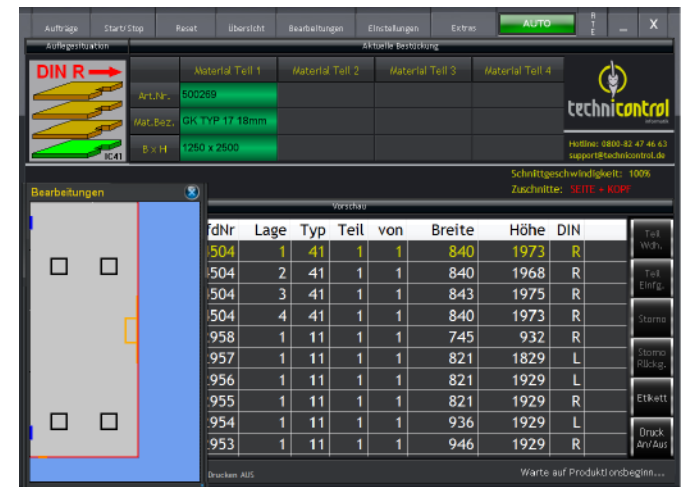 Aufträge Start/Stop Reset Übersicht Bearbeitungen Einstellungen Extras AUTO RTE _ X
Auflegesituation Aktuelle Bestückung
DIN R
IC41
Material Teil 1 Material Teil 2 Material Teil 3 Material Teil 4
Art.Nr. 500269
Mat.Bez. GK TYP 17 18mm
B x H 1250 x 2500
technicontrol
Hotline: 0800-82 47 46 63
support@technicontrol.de
Schnittgeschwindigkeit: 100%
Zuschnitte: SEITE + KOPF
Bearbeitungen
Vorschau
fdNr Lage Typ Teil von Breite Höhe DIN
504 1 41 1 1 840 1973 R
504 2 41 1 1 840 1968 R
504 3 41 1 1 843 1975 R
504 4 41 1 1 840 1973 R
958 1 11 1 1 745 932 R
957 1 11 1 1 821 1829 L
956 1 11 1 1 821 1929 L
955 1 11 1 1 821 1929 R
954 1 11 1 1 936 1929 L
953 1 11 1 1 946 1929 R
Teil Wdh.
Teil Einfg.
Storno
Storno Rückg.
Etikett
Druck An/Aus
Drucken AUS
Warte auf Produktionsbeginn...